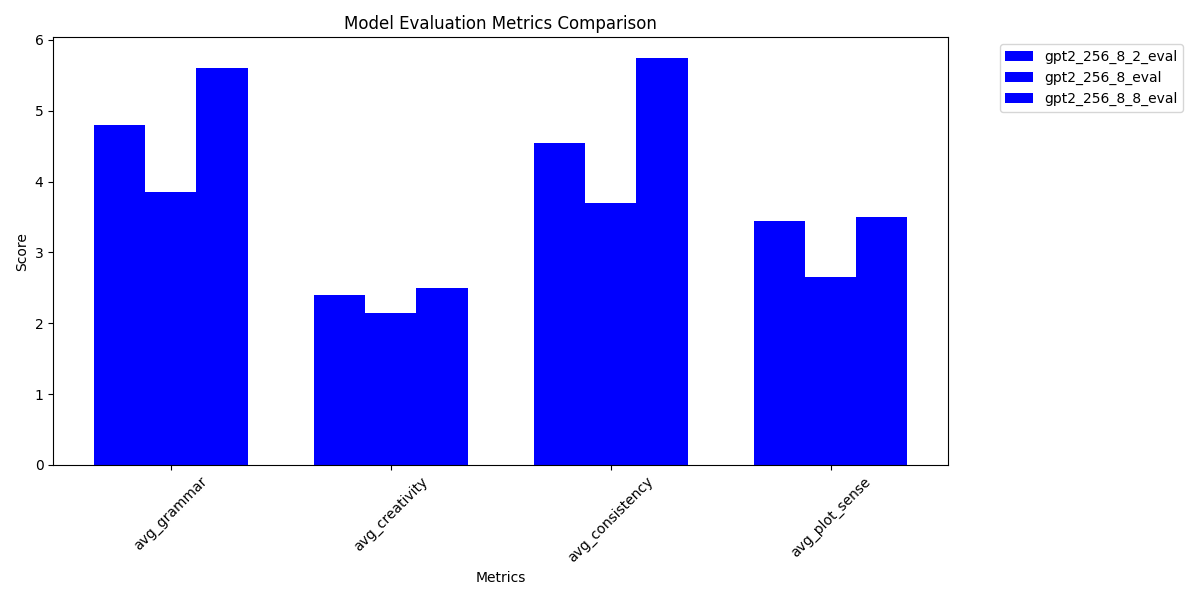 Model Evaluation Metrics Comparison
gpt2_256_8_2_eval
gpt2_256_8_eval
gpt2_256_8_8_eval
6
5
4
3
2
1
0
Score
avg_grammar
avg_creativity
avg_consistency
avg_plot_sense
Metrics